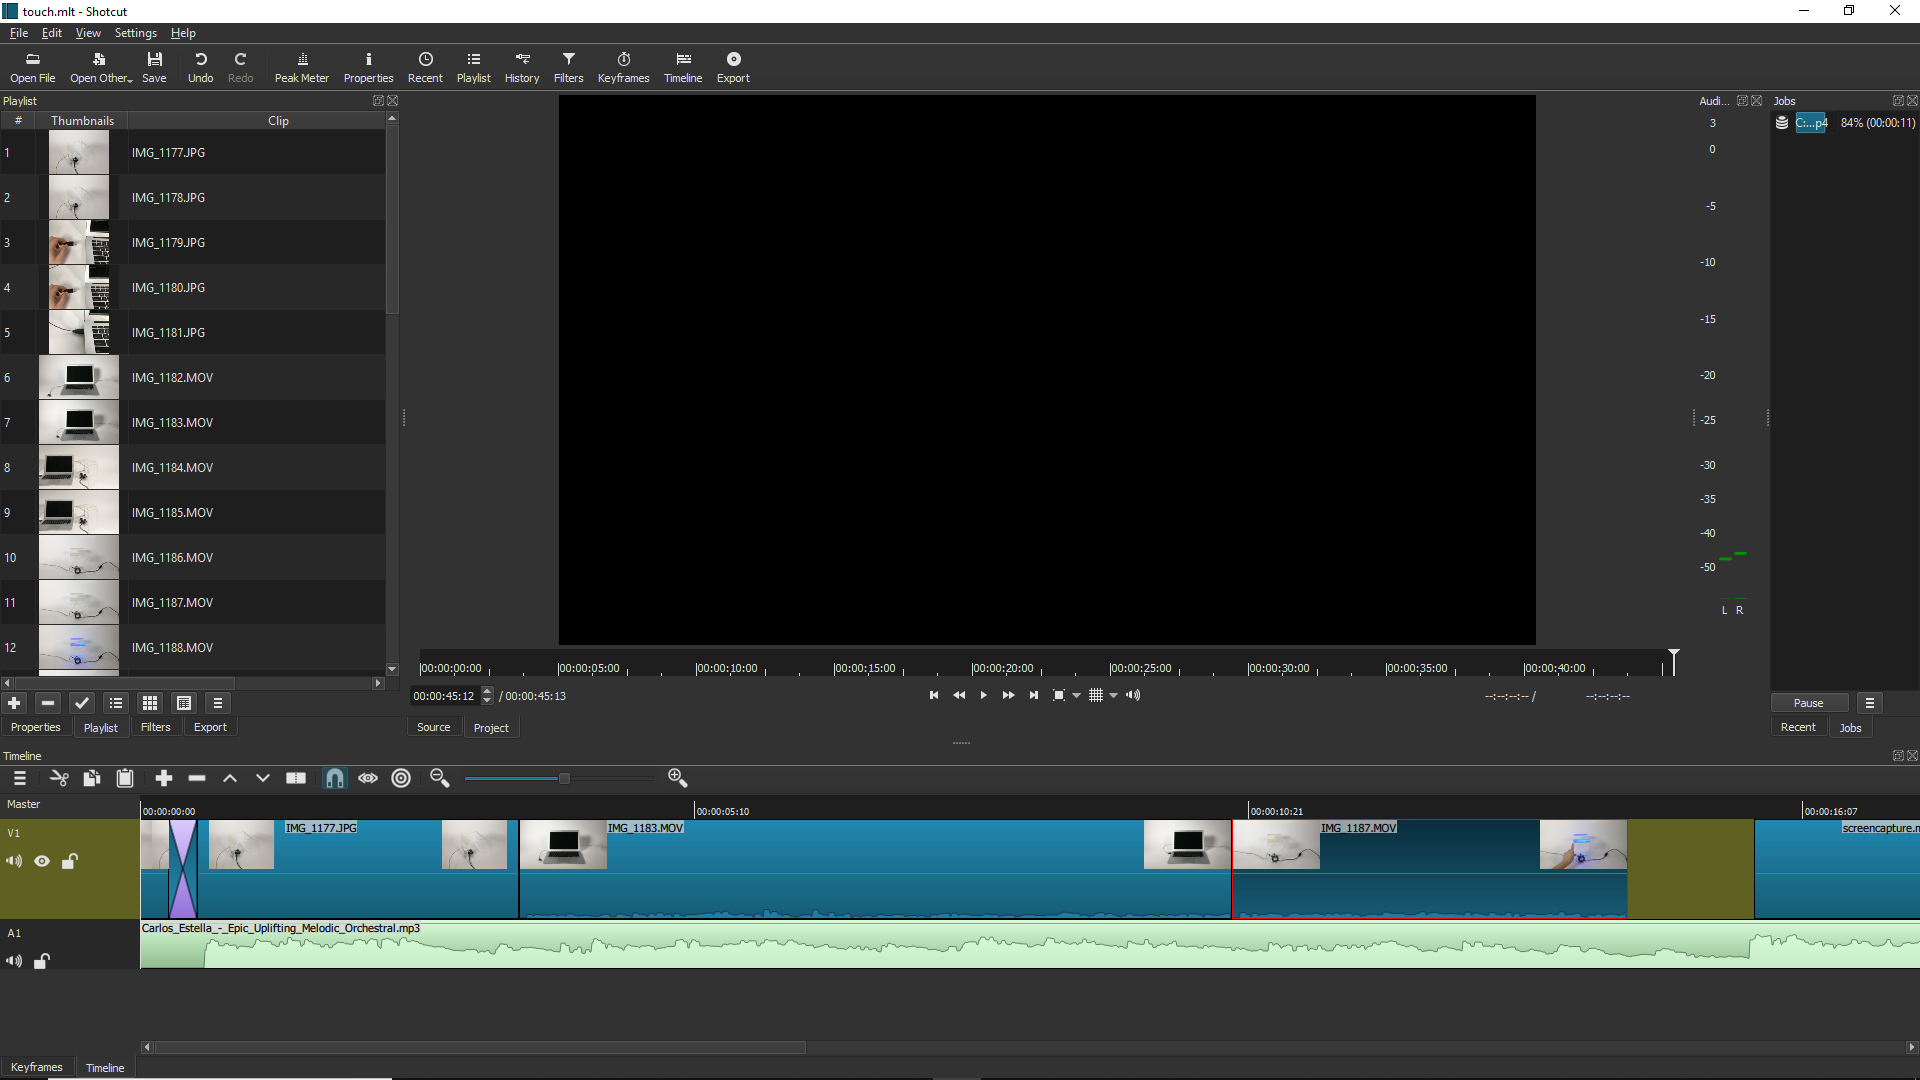 touch.mlt - Shotcut
File Edit View Settings Help
Open File Open Other... Save Undo Redo Peak Meter Properties Recent Playlist History Filters Keyframes Timeline Export
Playlist
# Thumbnails Clip
1 IMG_1177.JPG
2 IMG_1178.JPG
3 IMG_1179.JPG
4 IMG_1180.JPG
5 IMG_1181.JPG
6 IMG_1182.MOV
7 IMG_1183.MOV
8 IMG_1184.MOV
9 IMG_1185.MOV
10 IMG_1186.MOV
11 IMG_1187.MOV
12 IMG_1188.MOV
Properties Playlist Filters Export
00:00:00:00 00:00:05:00 00:00:10:00 00:00:15:00 00:00:20:00 00:00:25:00 00:00:30:00 00:00:35:00 00:00:40:00
00:00:45:12 / 00:00:45:13 --:--:--:-- / --:--:--:--
Source Project
Audi...
3
0
-5
-10
-15
-20
-25
-30
-35
-40
-50
L R
Jobs
C:...p4 84% (00:00:11)
Pause
Recent Jobs
Timeline
Master
00:00:00:00 00:00:05:10 00:00:10:21 00:00:16:07
V1
IMG_1177.JPG IMG_1183.MOV IMG_1187.MOV screencapture.m
A1
Carlos_Estella_-_Epic_Uplifting_Melodic_Orchestral.mp3
Keyframes Timeline